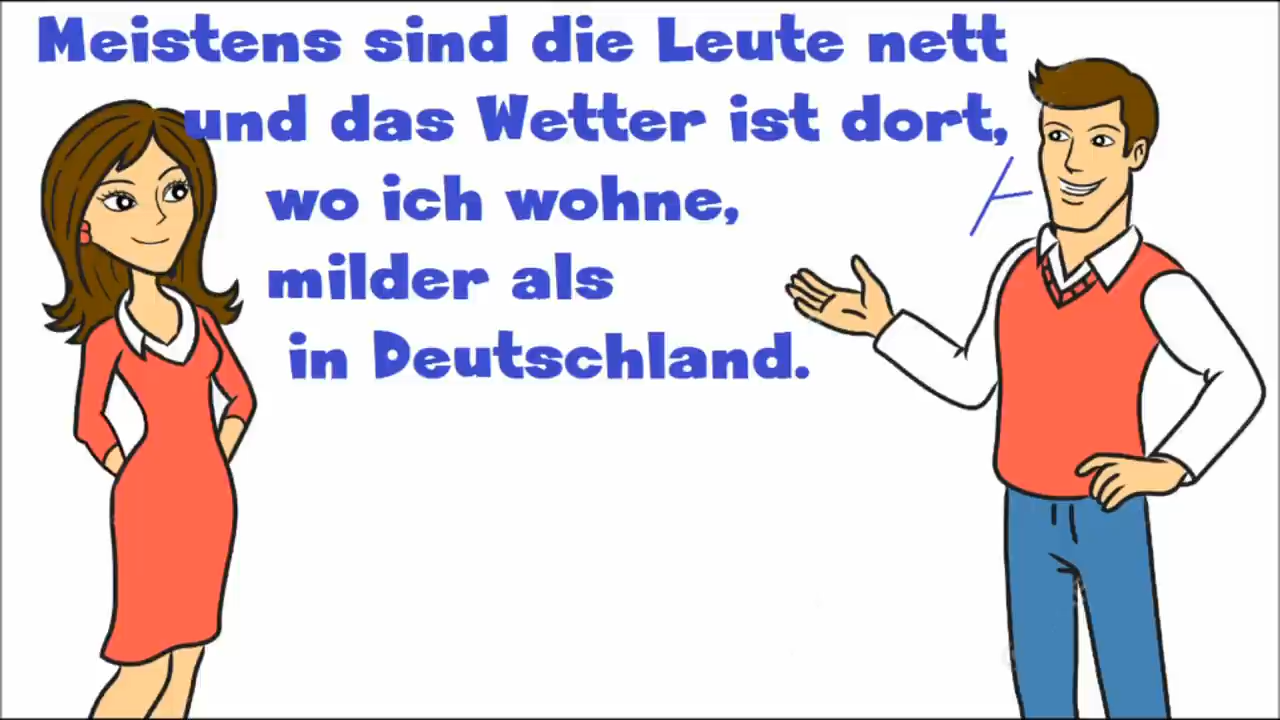 Meistens sind die Leute nett
und das Wetter ist dort,
wo ich wohne,
milder als
in Deutschland.